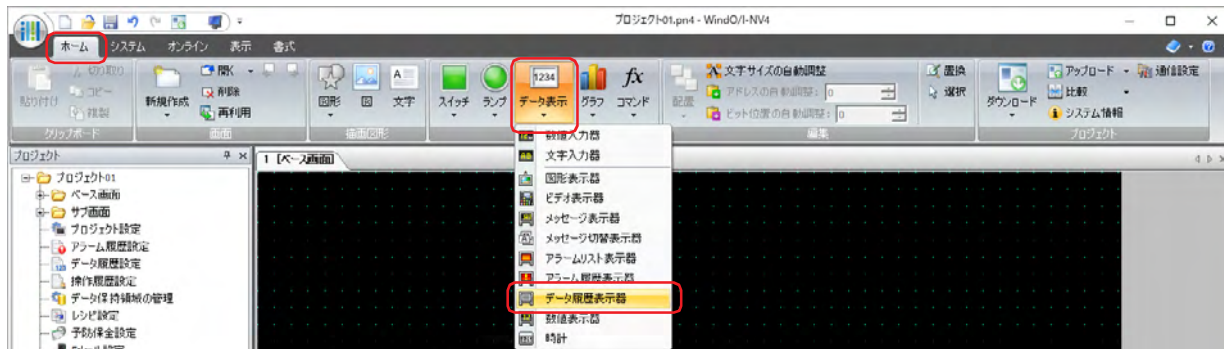 プロジェクト01.pn4 - WindO/I-NV4
ホーム システム オンライン 表示 書式
貼り付け 切り取り コピー 複製
クリップボード
新規作成 開く 削除 再利用
画面
図形 図 文字
描画図形
スイッチ ランプ データ表示 グラフ コマンド
1234
配置 文字サイズの自動調整
アドレスの自動調整: 0
ビット位置の自動調整: 0
置換
選択
編集
ダウンロード アップロード 比較 システム情報 通信設定
プロジェクト
プロジェクト
プロジェクト01
ベース画面
サブ画面
プロジェクト設定
アラーム履歴設定
データ履歴設定
操作履歴設定
データ保持領域の管理
レシピ設定
予防保全設定
1 [ベース画面]
数値入力器
文字入力器
図形表示器
ビデオ表示器
メッセージ表示器
メッセージ切替表示器
アラームリスト表示器
アラーム履歴表示器
データ履歴表示器
数値表示器
時計